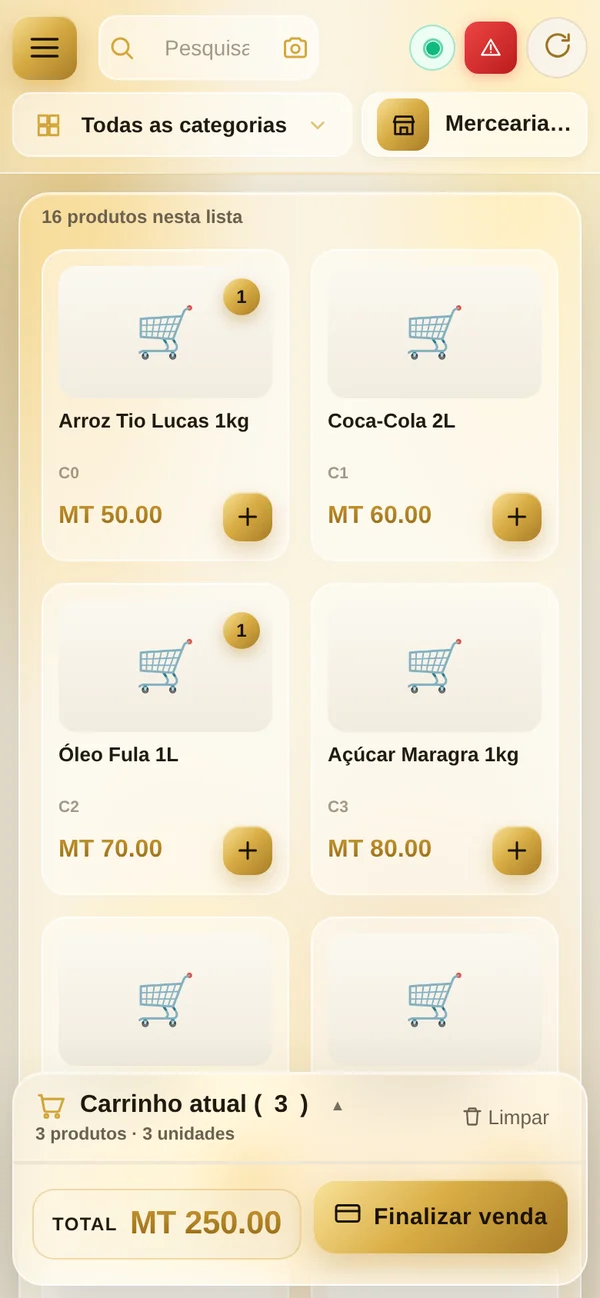 Pesquisa
Todas as categorias
Mercearia...
16 produtos nesta lista
1
Arroz Tio Lucas 1kg
C0
MT 50.00
Coca-Cola 2L
C1
MT 60.00
1
Óleo Fula 1L
C2
MT 70.00
Açúcar Maragra 1kg
C3
MT 80.00
Carrinho atual ( 3 ) ▲
3 produtos · 3 unidades
Limpar
TOTAL MT 250.00
Finalizar venda